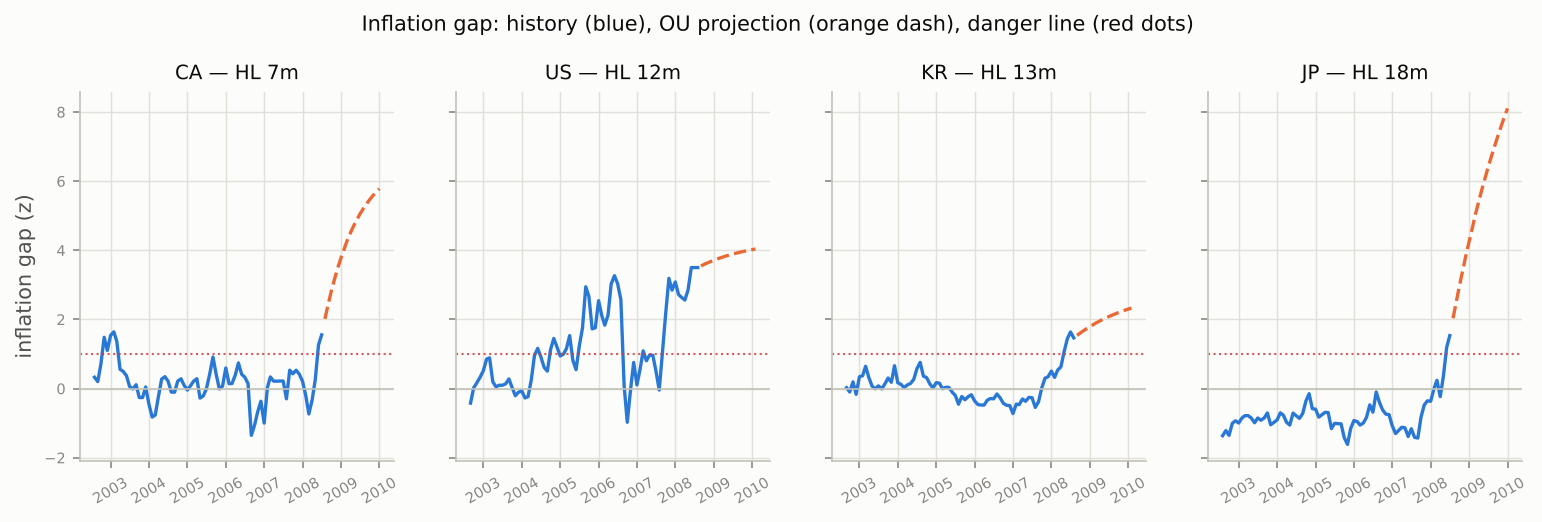 Inflation gap: history (blue), OU projection (orange dash), danger line (red dots)
CA — HL 7m
US — HL 12m
KR — HL 13m
JP — HL 18m
inflation gap (z)
8
6
4
2
0
−2
2003 2004 2005 2006 2007 2008 2009 2010
2003 2004 2005 2006 2007 2008 2009 2010
2003 2004 2005 2006 2007 2008 2009 2010
2003 2004 2005 2006 2007 2008 2009 2010